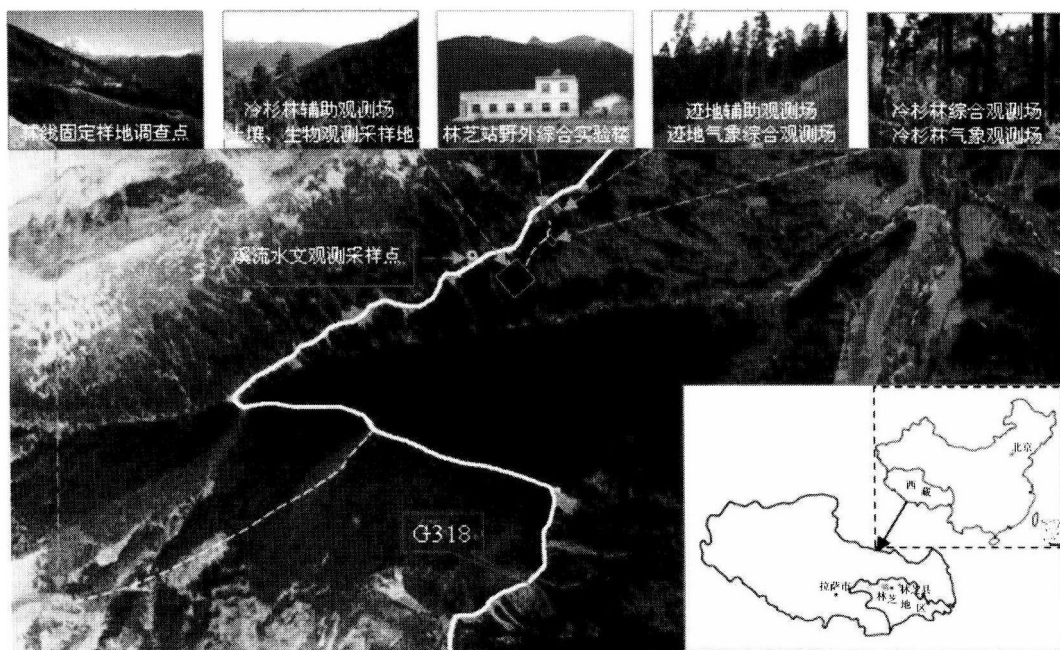 林线固定样地调查点
冷杉林辅助观测场
土壤、生物观测采样地
林芝站野外综合实验楼
迹地辅助观测场
迹地气象综合观测场
冷杉林综合观测场
冷杉林气象观测场
溪流水文观测采样点
G318
北京
西藏
拉萨市
林芝县
林芝
地区